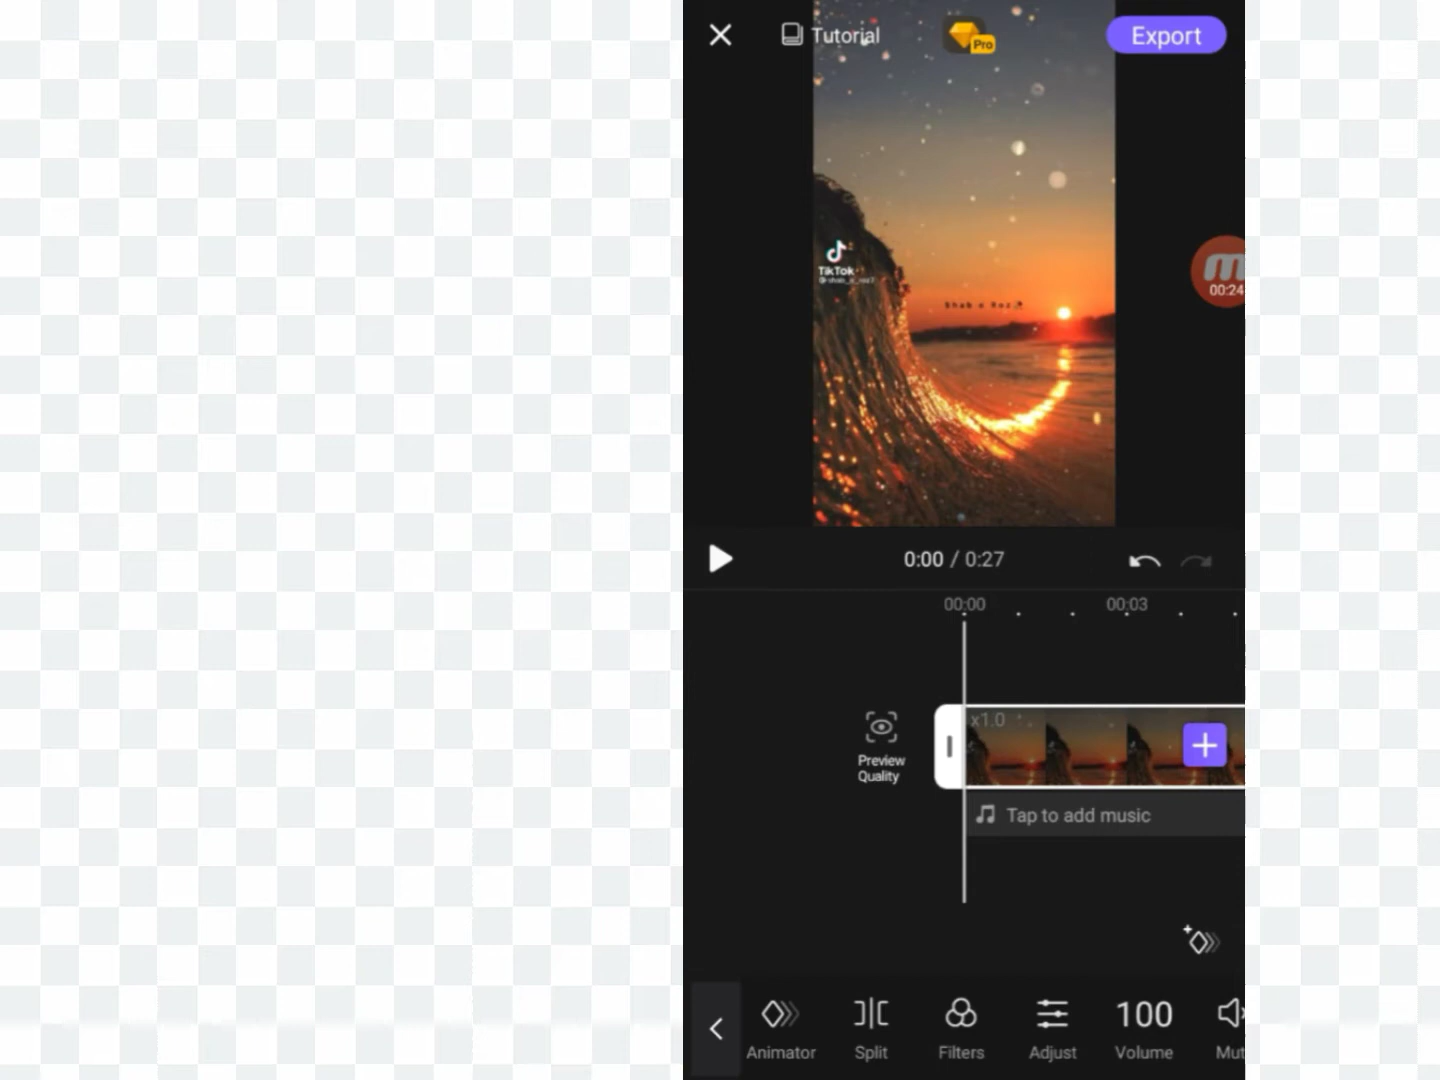 Tutorial
Pro
Export
TikTok
00:24
0:00 / 0:27
00:00
00:03
x1.0
Preview
Quality
Tap to add music
100
Animator
Split
Filters
Adjust
Volume
Mut